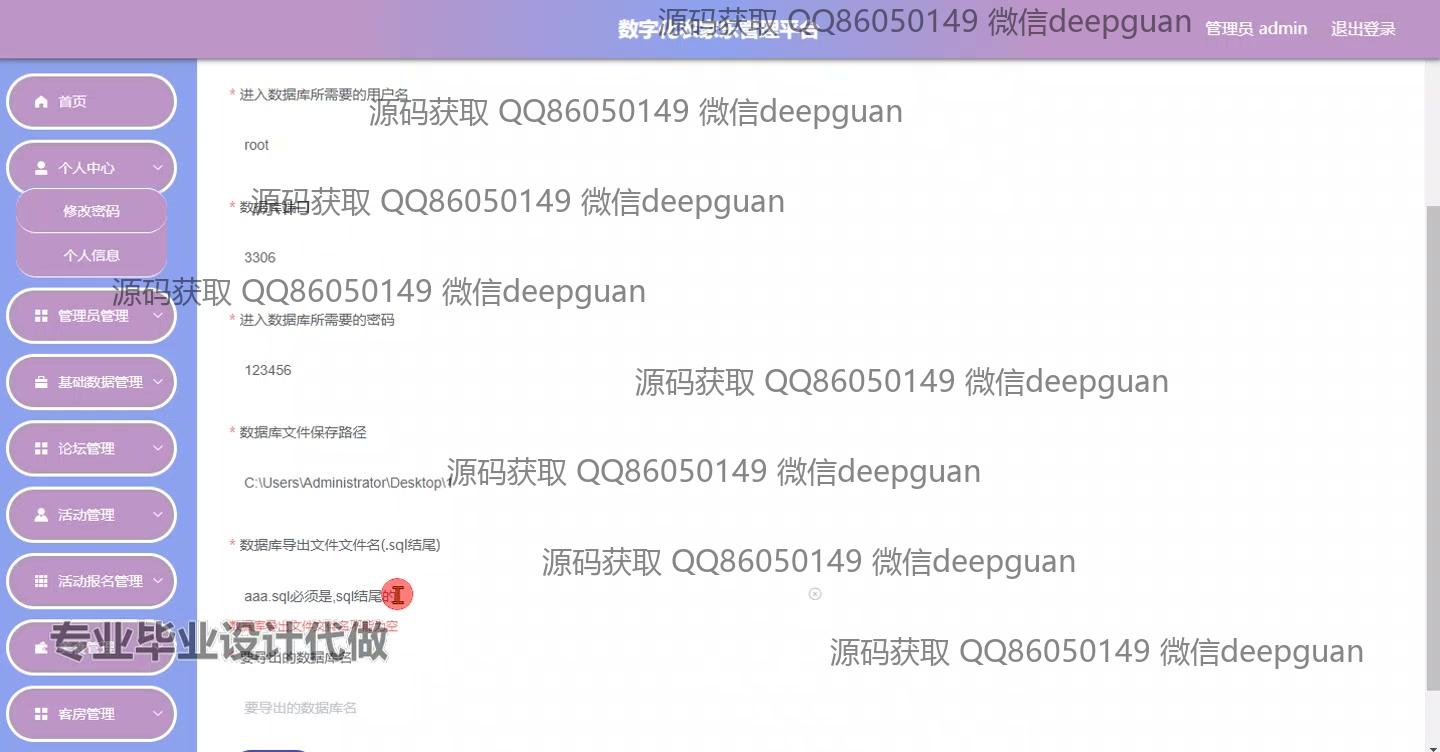 源码获取 QQ86050149 微信deepguan
管理员 admin
退出登录
首页
* 进入数据库所需要的用户名
源码获取 QQ86050149 微信deepguan
root
个人中心
修改密码
源码获取 QQ86050149 微信deepguan
个人信息
3306
源码获取 QQ86050149 微信deepguan
管理员管理
* 进入数据库所需要的密码
123456
基础数据管理
源码获取 QQ86050149 微信deepguan
* 数据库文件保存路径
论坛管理
源码获取 QQ86050149 微信deepguan
C:\Users\Administrator\Desktop\1
活动管理
* 数据库导出文件文件名(.sql结尾)
源码获取 QQ86050149 微信deepguan
活动报名管理
aaa.sql必须是,sql结尾的
专业毕业设计代做
要导出的数据库名
源码获取 QQ86050149 微信deepguan
要导出的数据库名
客房管理